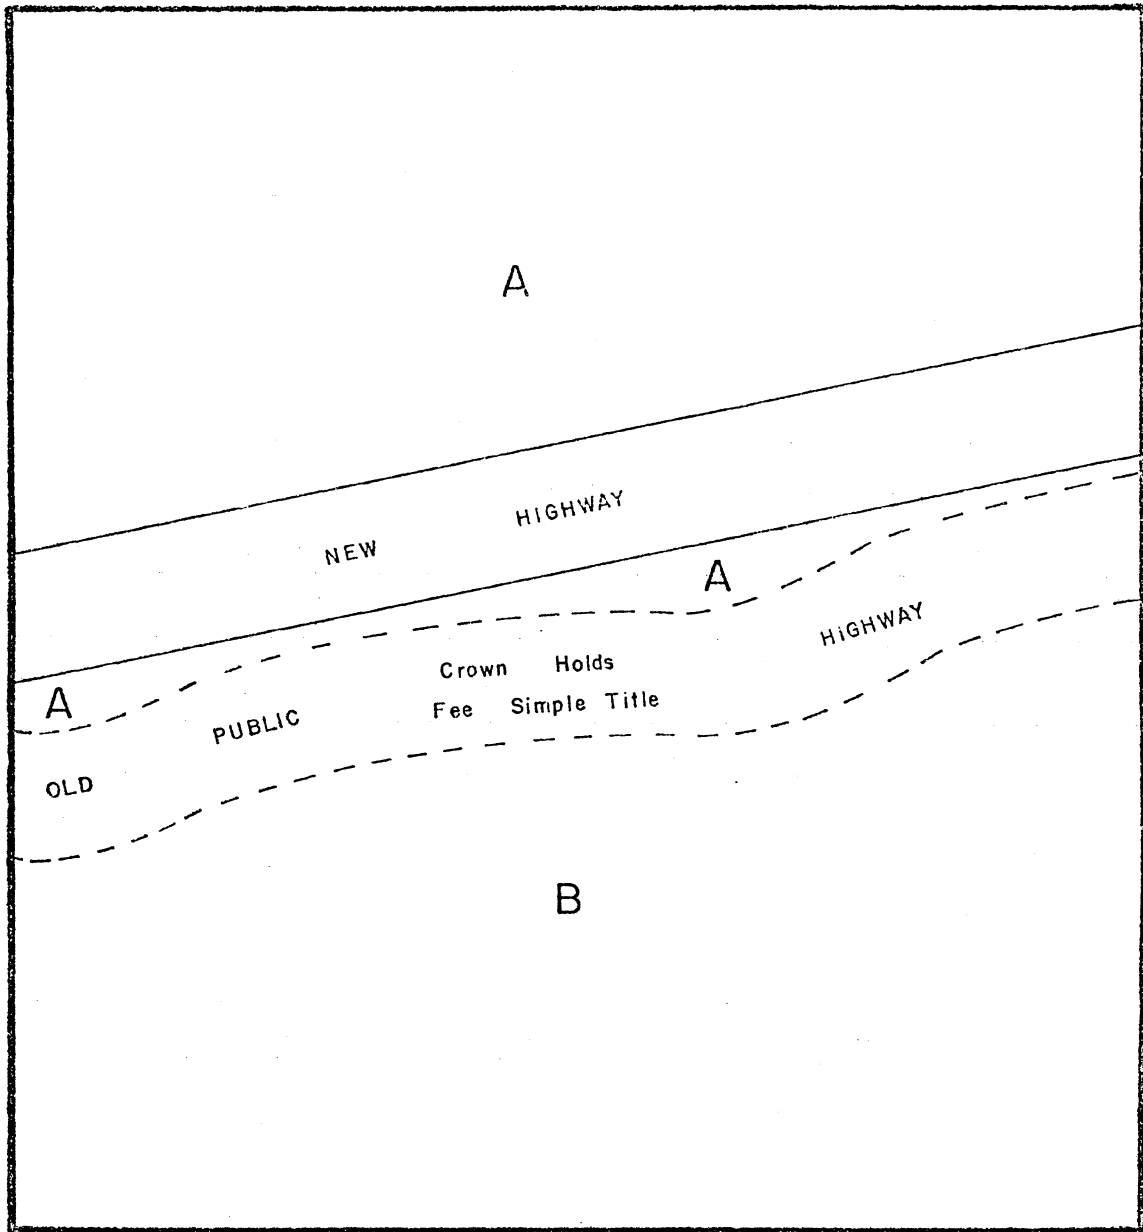 A
NEW HIGHWAY
A
HiGHWAY
Crown Holds
Fee Simple Title
A
PUBLIC
OLD
B